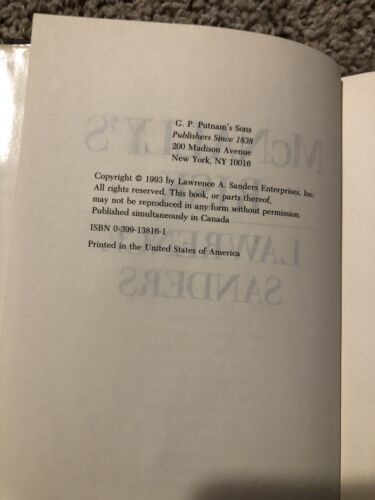 G. P. Putnam's Sons
Publishers Since 1838
200 Madison Avenue
New York, NY 10016
Copyright © 1993 by Lawrence A. Sanders Enterprises, Inc.
All rights reserved. This book, or parts thereof,
may not be reproduced in any form without permission.
Published simultaneously in Canada
ISBN 0-399-13816-1
Printed in the United States of America